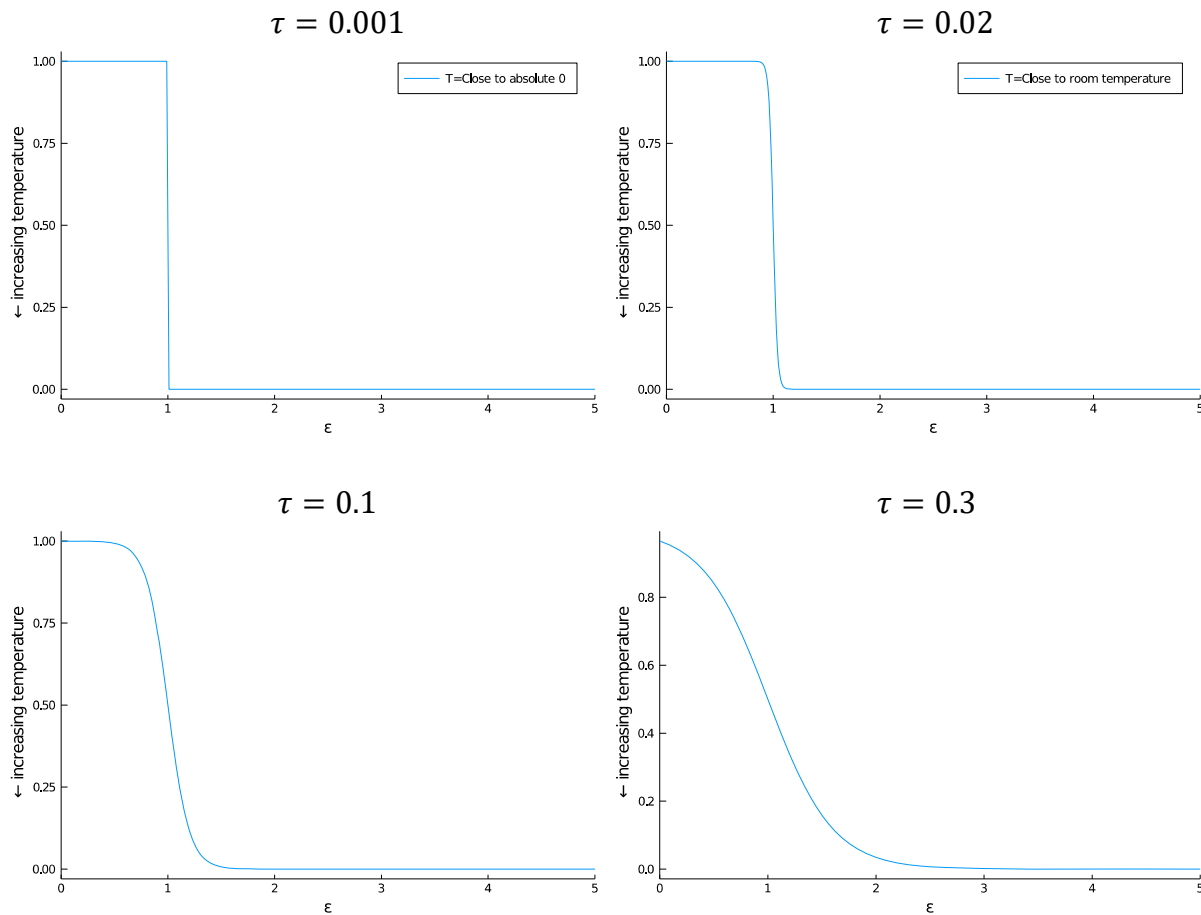 τ = 0.001
1.00
0.75
0.50
0.25
0.00
← increasing temperature
T=Close to absolute 0
0 1 2 3 4 5
ε
τ = 0.02
1.00
0.75
0.50
0.25
0.00
← increasing temperature
T=Close to room temperature
0 1 2 3 4 5
ε
τ = 0.1
1.00
0.75
0.50
0.25
0.00
← increasing temperature
0 1 2 3 4 5
ε
τ = 0.3
0.8
0.6
0.4
0.2
0.0
← increasing temperature
0 1 2 3 4 5
ε